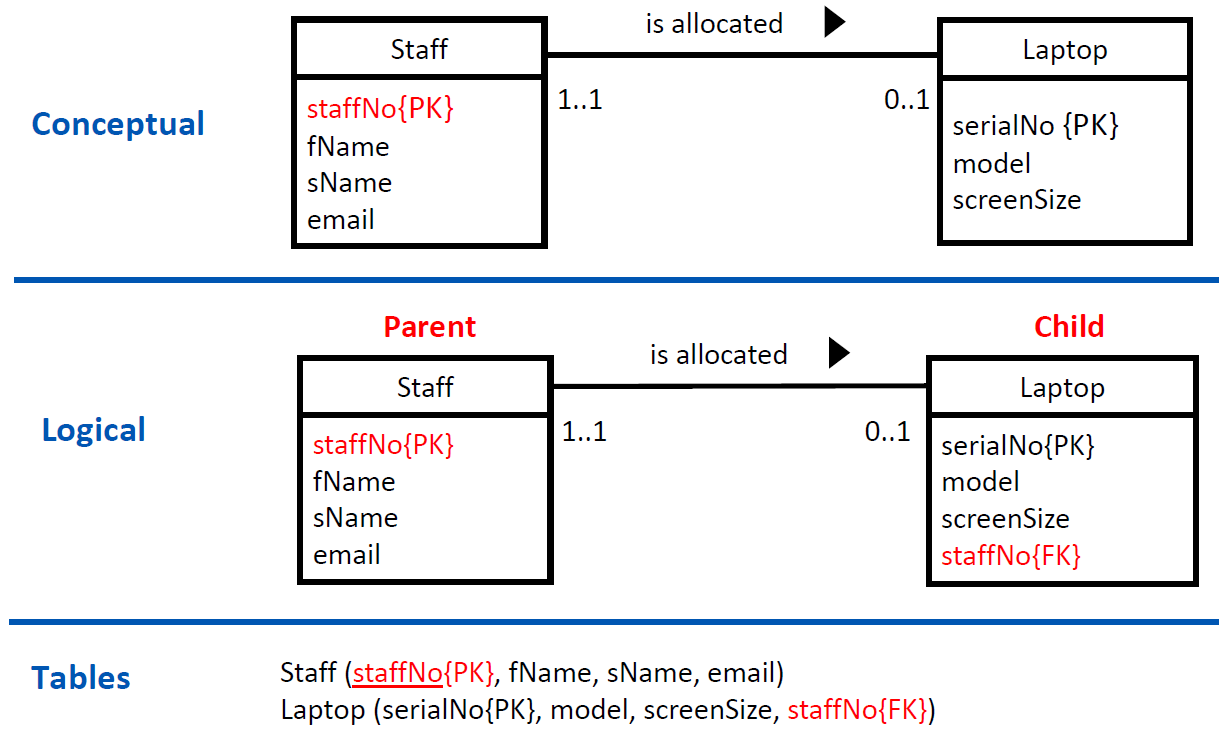 is allocated
Staff
Laptop
Conceptual
1..1
0..1
staffNo{PK}
fName
sName
email
serialNo {PK}
model
screenSize
Parent
Child
is allocated
Staff
Laptop
Logical
1..1
0..1
staffNo{PK}
fName
sName
email
serialNo{PK}
model
screenSize
staffNo{FK}
Tables
Staff (staffNo{PK}, fName, sName, email)
Laptop (serialNo{PK}, model, screenSize, staffNo{FK})